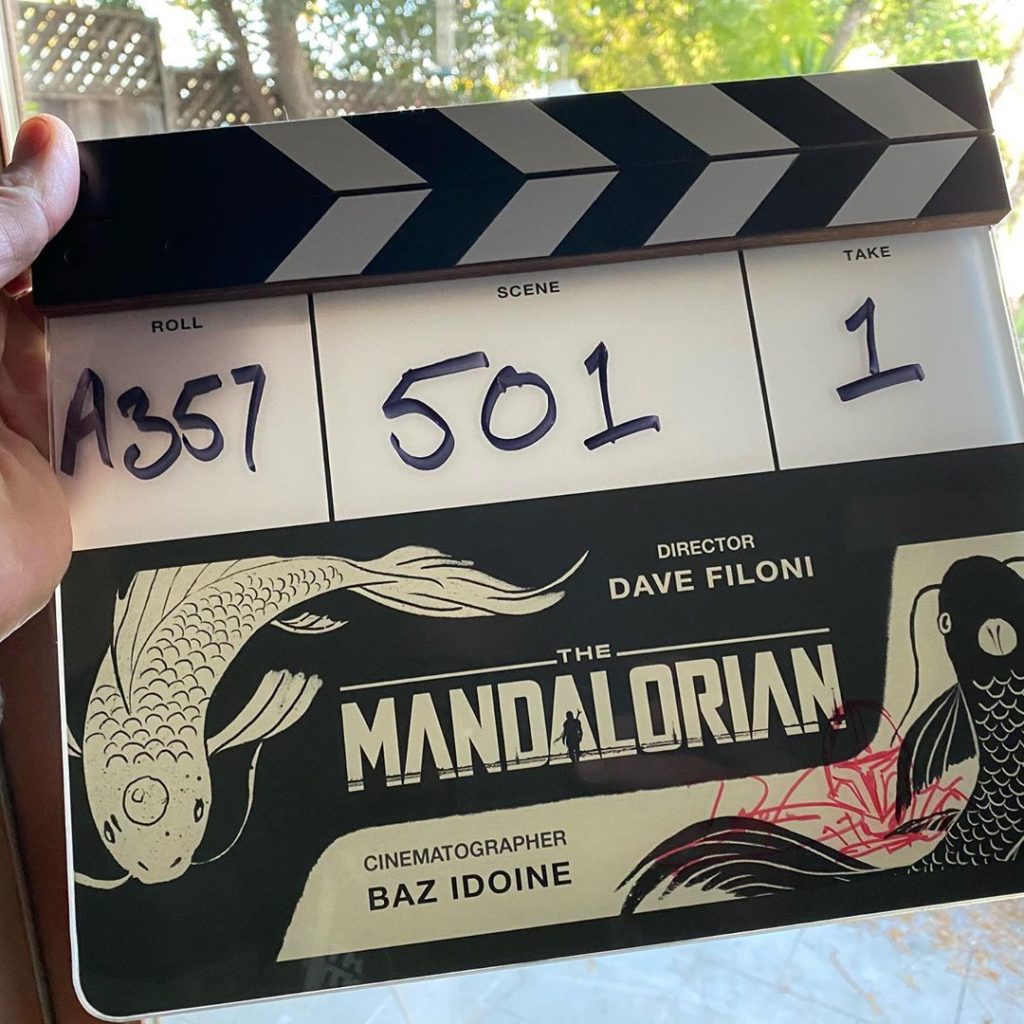 ROLL
SCENE
TAKE
A357
501
1
DIRECTOR
DAVE FILONI
THE
MANDALORIAN
CINEMATOGRAPHER
BAZ IDOINE